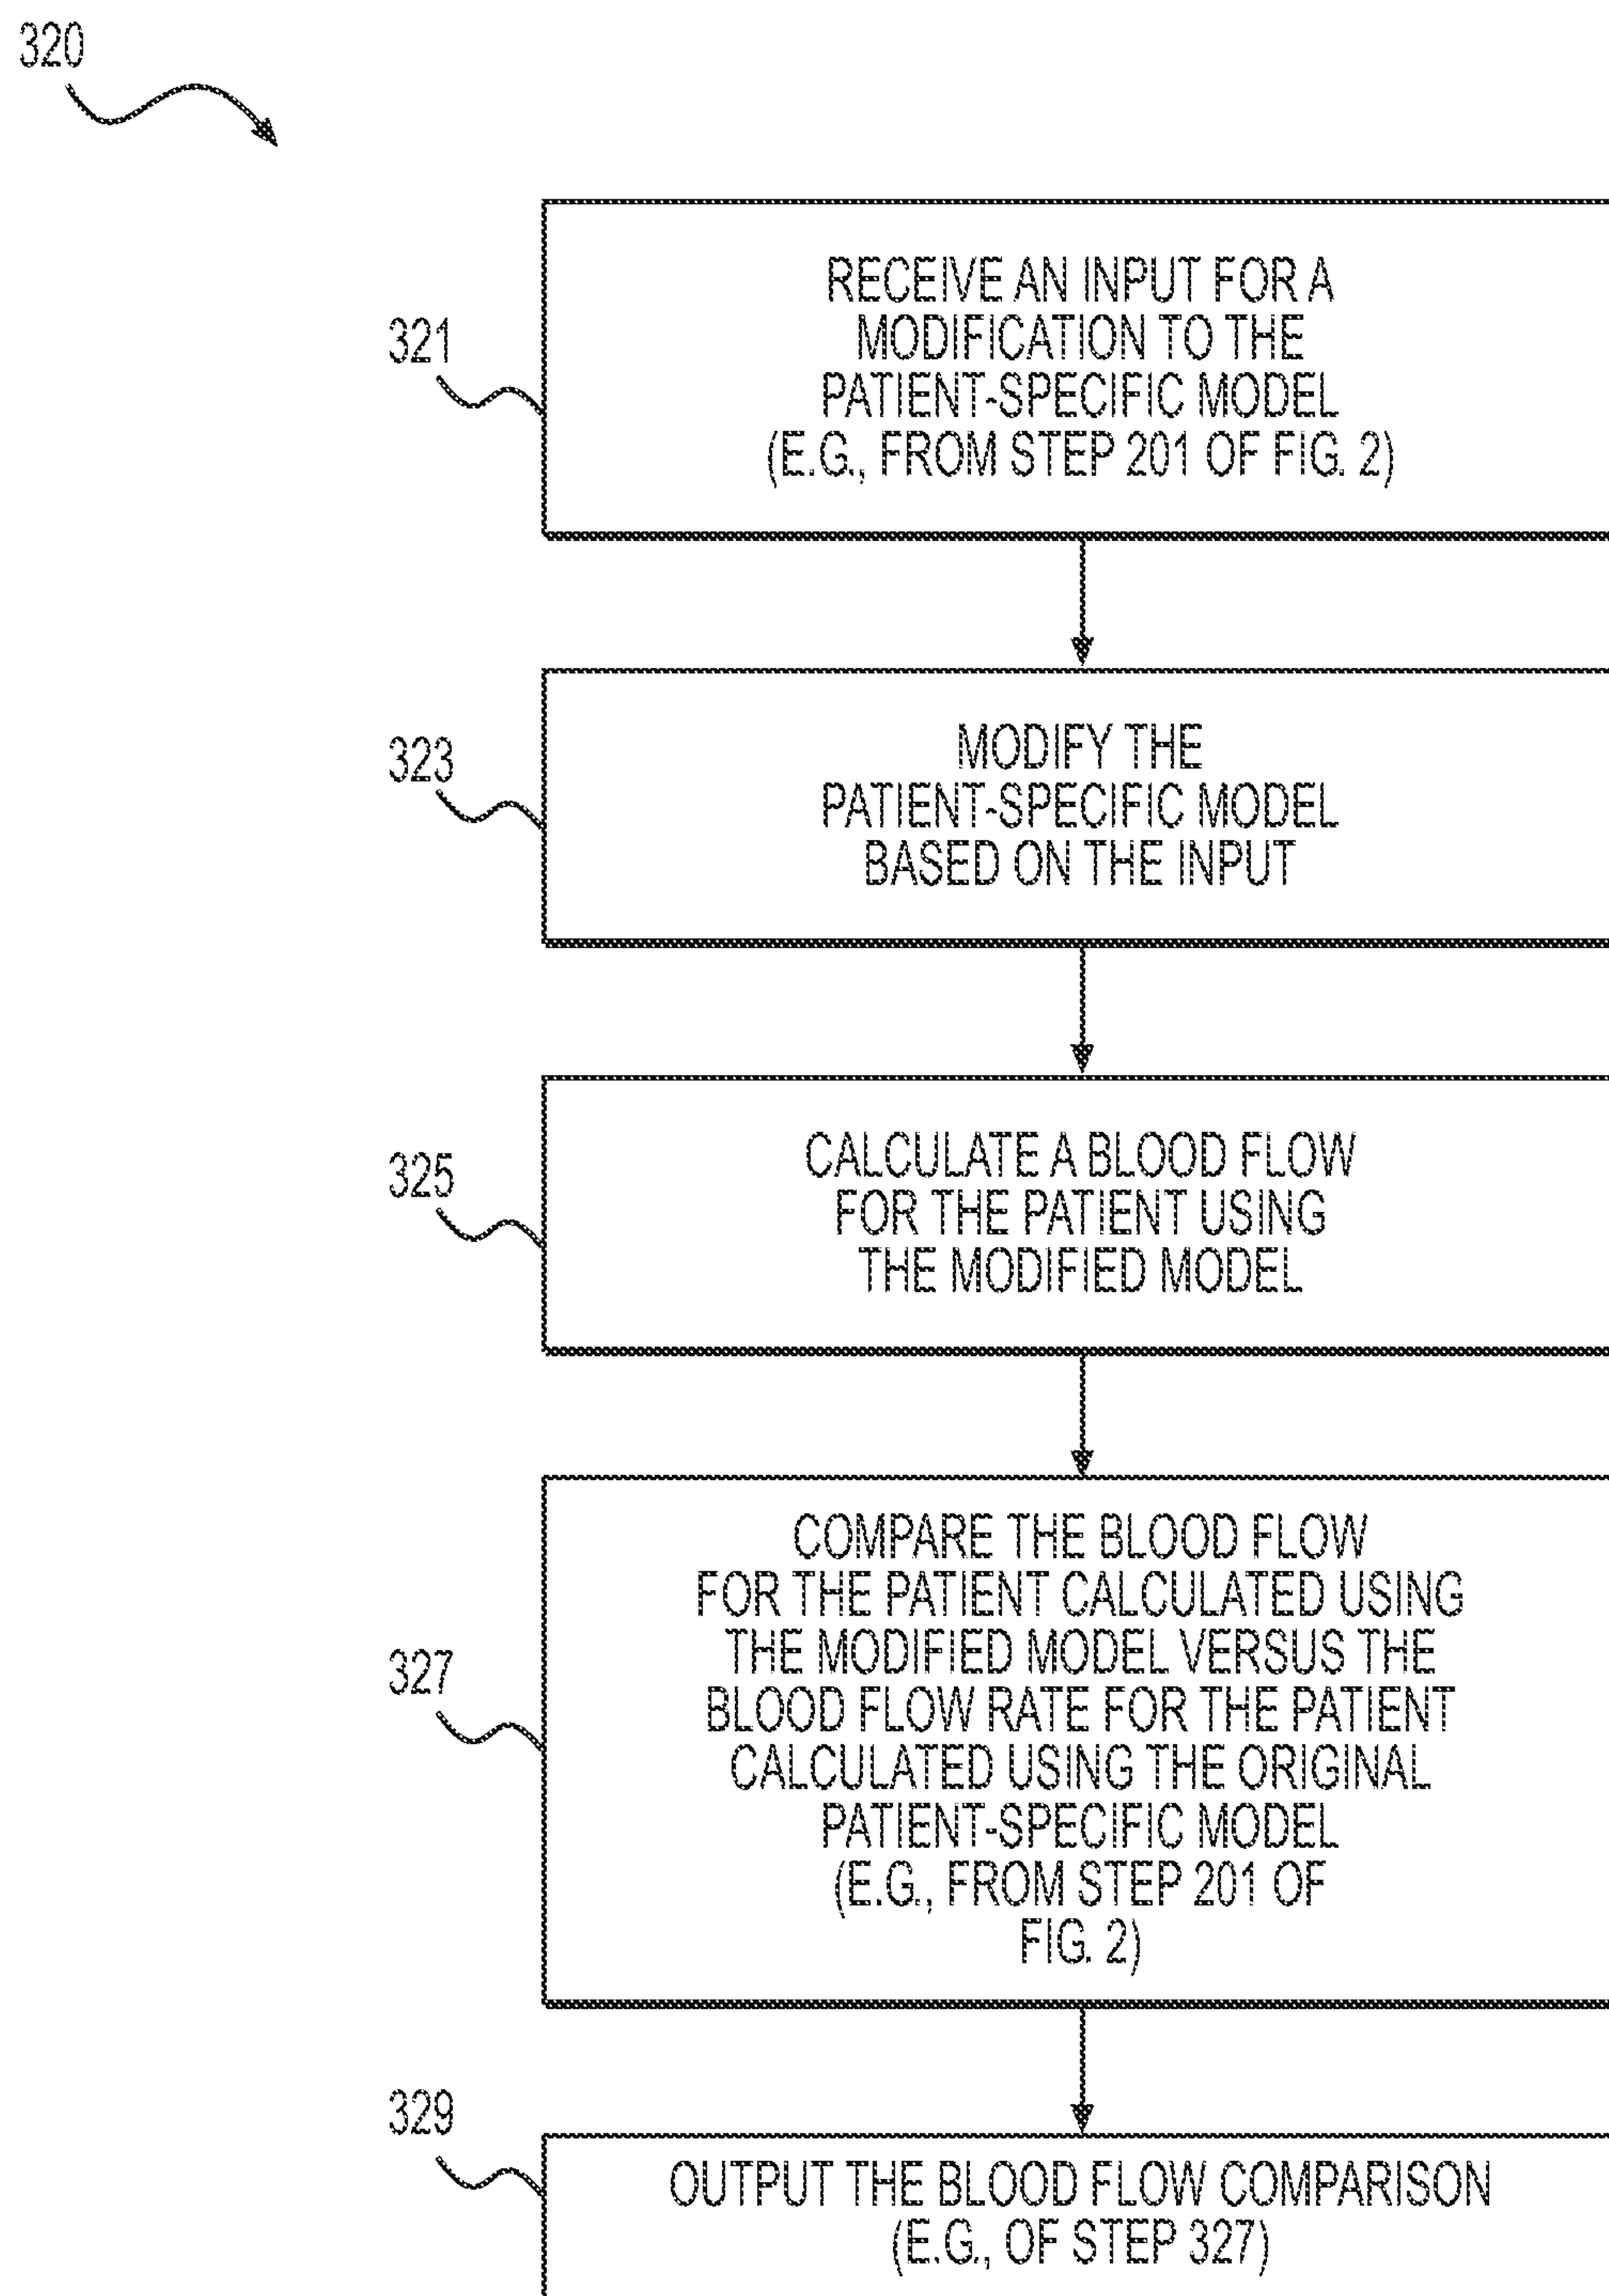 320
321
RECEIVE AN INPUT FOR A
MODIFICATION TO THE
PATIENT-SPECIFIC MODEL
(E.G., FROM STEP 201 OF FIG. 2)
323
MODIFY THE
PATIENT-SPECIFIC MODEL
BASED ON THE INPUT
325
CALCULATE A BLOOD FLOW
FOR THE PATIENT USING
THE MODIFIED MODEL
327
COMPARE THE BLOOD FLOW
FOR THE PATIENT CALCULATED USING
THE MODIFIED MODEL VERSUS THE
BLOOD FLOW RATE FOR THE PATIENT
CALCULATED USING THE ORIGINAL
PATIENT-SPECIFIC MODEL
(E.G., FROM STEP 201 OF
FIG. 2)
329
OUTPUT THE BLOOD FLOW COMPARISON
(E.G., OF STEP 327)